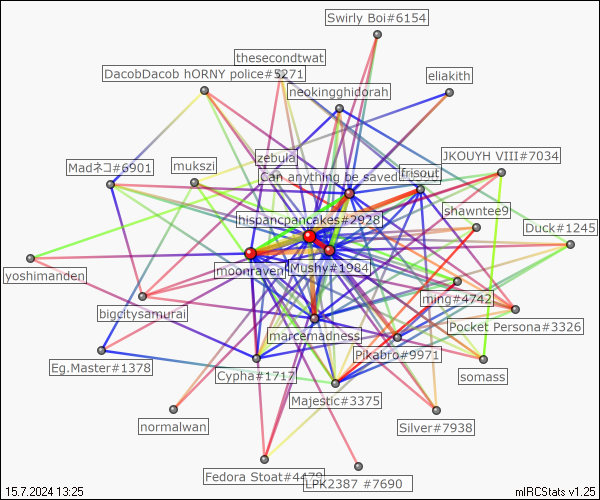 Swirly Boi#6154
thesecondtwat
DacobDacob hORNY police#5271
eliakith
neokingghidorah
zebula
JKOUYH VIII#7034
Madネコ#6901
mukszi
Can anything be saved
frisout
shawntee9
hispancpancakes#2928
Duck#1245
moonraven
Mushy#1984
yoshimanden
ming#4742
bigcitysamurai
Pocket Persona#3326
marcemadness
Pikabro#9971
Eg.Master#1378
Cypha#1717
somass
Majestic#3375
normalwan
Silver#7938
Fedora Stoat#4479
LPK2387 #7690
15.7.2024 13:25
mIRCStats v1.25